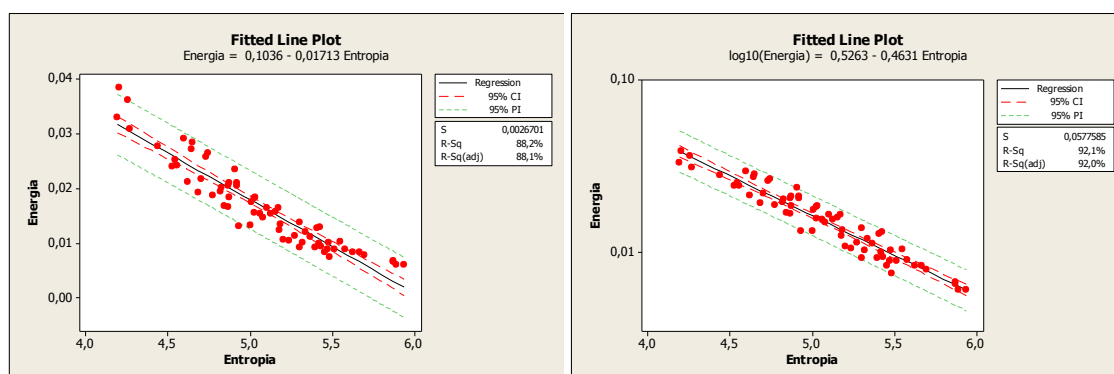 Fitted Line Plot
Energia = 0,1036 - 0,01713 Entropia
0,04
0,03
0,02
0,01
0,00
Energia
4,0 4,5 5,0 5,5 6,0
Entropia
Regression
95% CI
95% PI
S 0,0026701
R-Sq 88,2%
R-Sq(adj) 88,1%
Fitted Line Plot
log10(Energia) = 0,5263 - 0,4631 Entropia
0,10
0,01
Energia
4,0 4,5 5,0 5,5 6,0
Entropia
Regression
95% CI
95% PI
S 0,0577585
R-Sq 92,1%
R-Sq(adj) 92,0%